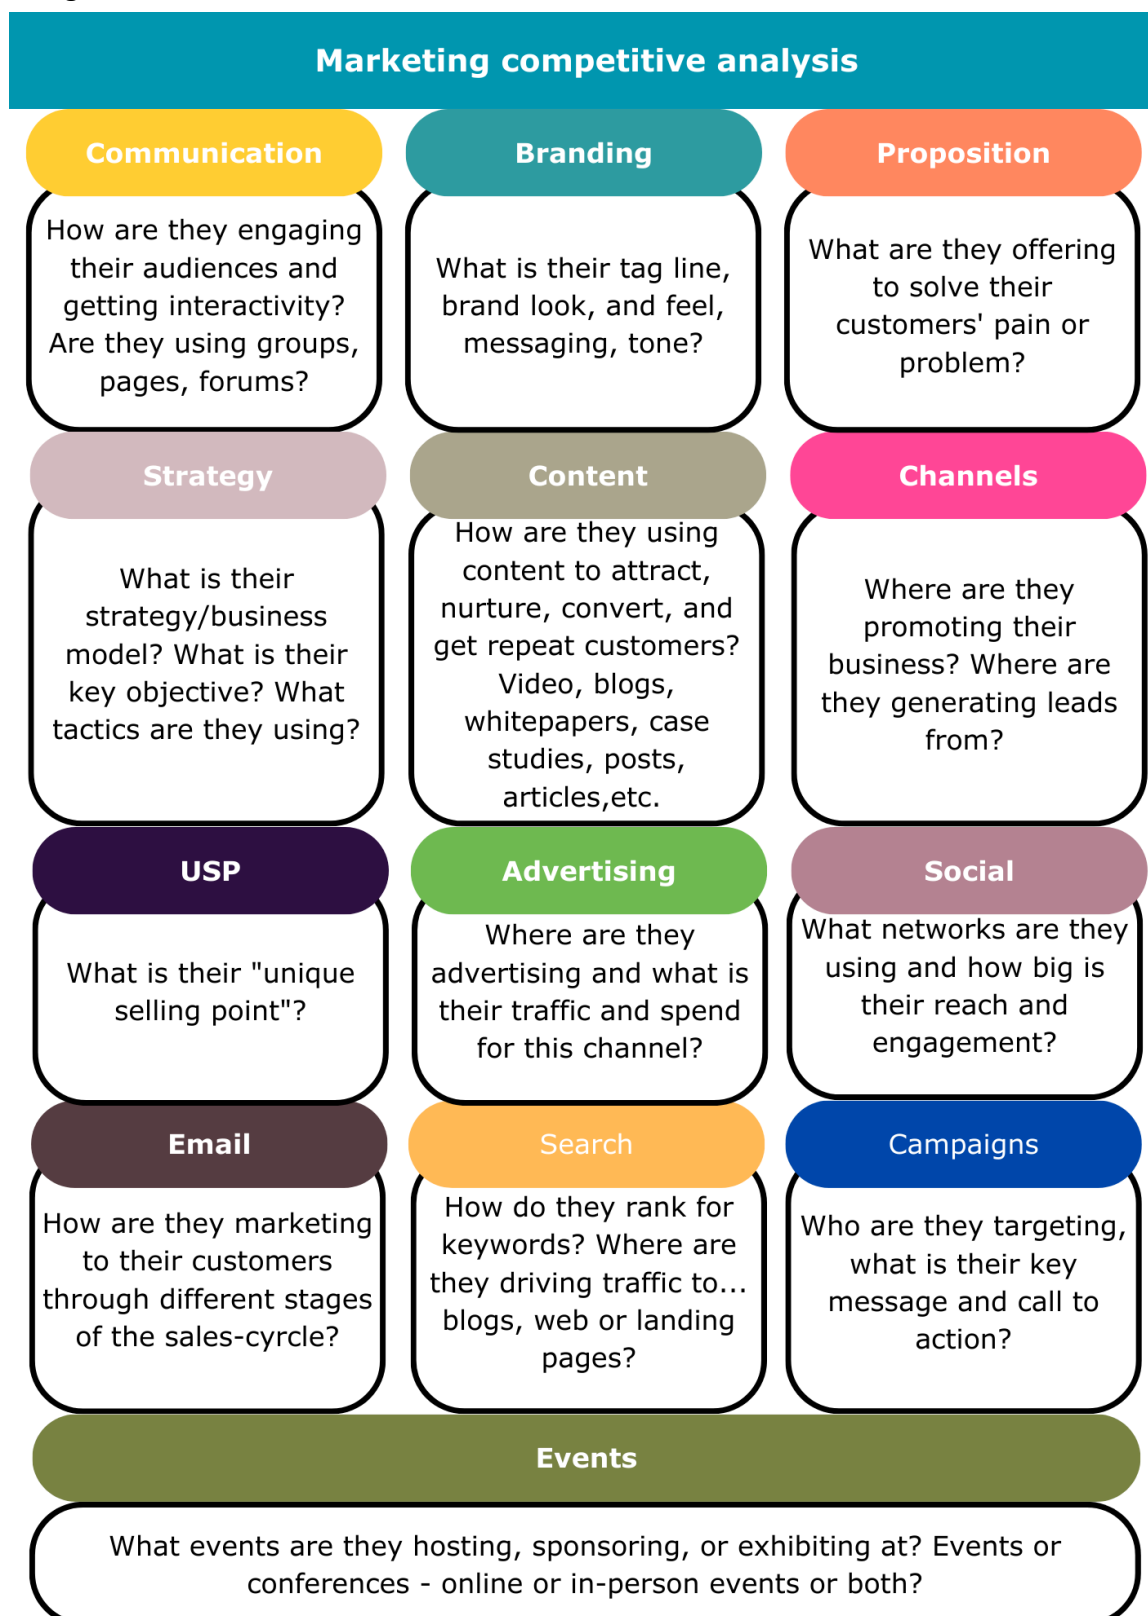 Marketing competitive analysis
Communication
How are they engaging
their audiences and
getting interactivity?
Are they using groups,
pages, forums?
Branding
What is their tag line,
brand look, and feel,
messaging, tone?
Proposition
What are they offering
to solve their
customers' pain or
problem?
Strategy
What is their
strategy/business
model? What is their
key objective? What
tactics are they using?
Content
How are they using
content to attract,
nurture, convert, and
get repeat customers?
Video, blogs,
whitepapers, case
studies, posts,
articles,etc.
Channels
Where are they
promoting their
business? Where are
they generating leads
from?
USP
What is their "unique
selling point"?
Advertising
Where are they
advertising and what is
their traffic and spend
for this channel?
Social
What networks are they
using and how big is
their reach and
engagement?
Email
How are they marketing
to their customers
through different stages
of the sales-cyrcle?
Search
How do they rank for
keywords? Where are
they driving traffic to...
blogs, web or landing
pages?
Campaigns
Who are they targeting,
what is their key
message and call to
action?
Events
What events are they hosting, sponsoring, or exhibiting at? Events or
conferences - online or in-person events or both?